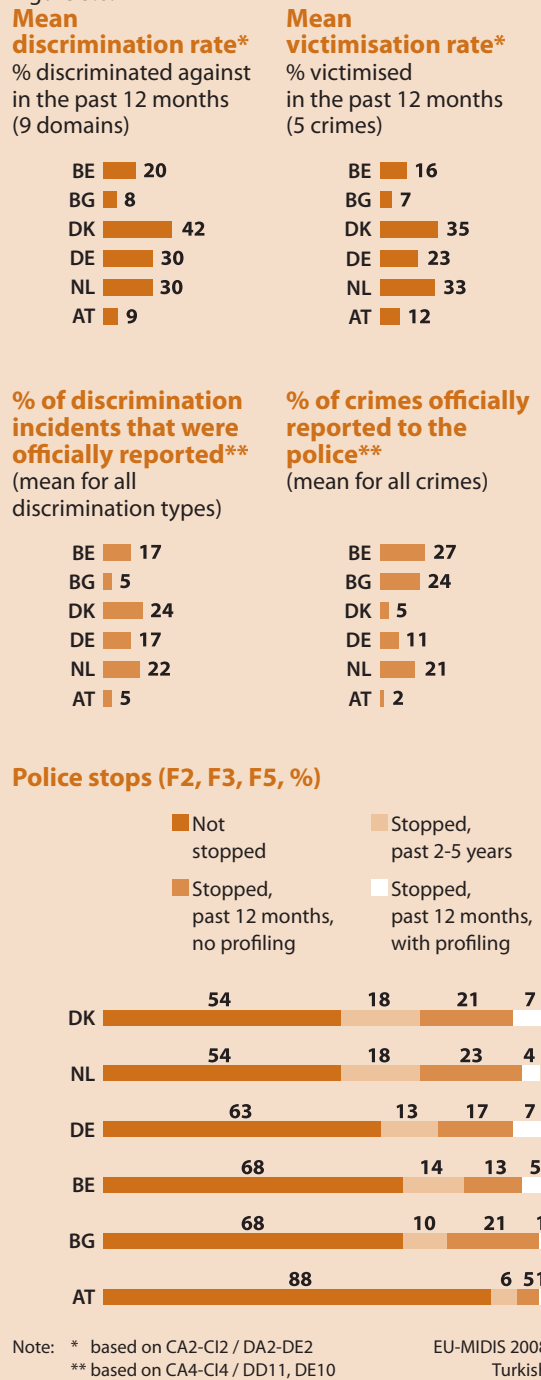 Mean
discrimination rate*
% discriminated against
in the past 12 months
(9 domains)
BE 20
BG 8
DK 42
DE 30
NL 30
AT 9
Mean
victimisation rate*
% victimised
in the past 12 months
(5 crimes)
BE 16
BG 7
DK 35
DE 23
NL 33
AT 12
% of discrimination
incidents that were
officially reported**
(mean for all
discrimination types)
BE 17
BG 5
DK 24
DE 17
NL 22
AT 5
% of crimes officially
reported to the
police**
(mean for all crimes)
BE 27
BG 24
DK 5
DE 11
NL 21
AT 2
Police stops (F2, F3, F5, %)
Not
stopped
Stopped,
past 12 months,
no profiling
Stopped,
past 2-5 years
Stopped,
past 12 months,
with profiling
54 18 21 7
DK
54 18 23 4
NL
63 13 17 7
DE
68 14 13 5
BE
68 10 21 1
BG
88 6 5 1
AT
Note: * based on CA2-CI2 / DA2-DE2
** based on CA4-CI4 / DD11, DE10
EU-MIDIS 2008
Turkish